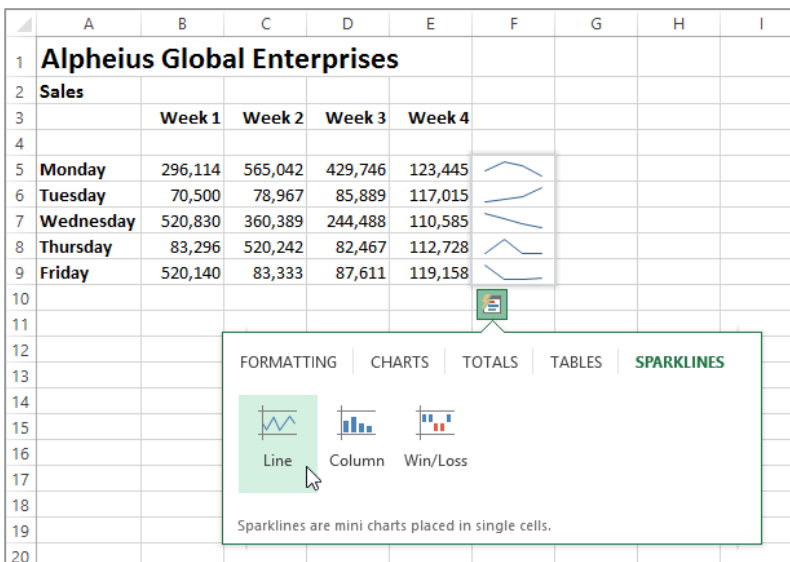 A B C D E F G H I
1 Alpheius Global Enterprises
2 Sales
3 Week 1 Week 2 Week 3 Week 4
4
5 Monday 296,114 565,042 429,746 123,445
6 Tuesday 70,500 78,967 85,889 117,015
7 Wednesday 520,830 360,389 244,488 110,585
8 Thursday 83,296 520,242 82,467 112,728
9 Friday 520,140 83,333 87,611 119,158
10
11
12
FORMATTING CHARTS TOTALS TABLES SPARKLINES
13
14
15
16
Line Column Win/Loss
17
18
19
Sparklines are mini charts placed in single cells.
20